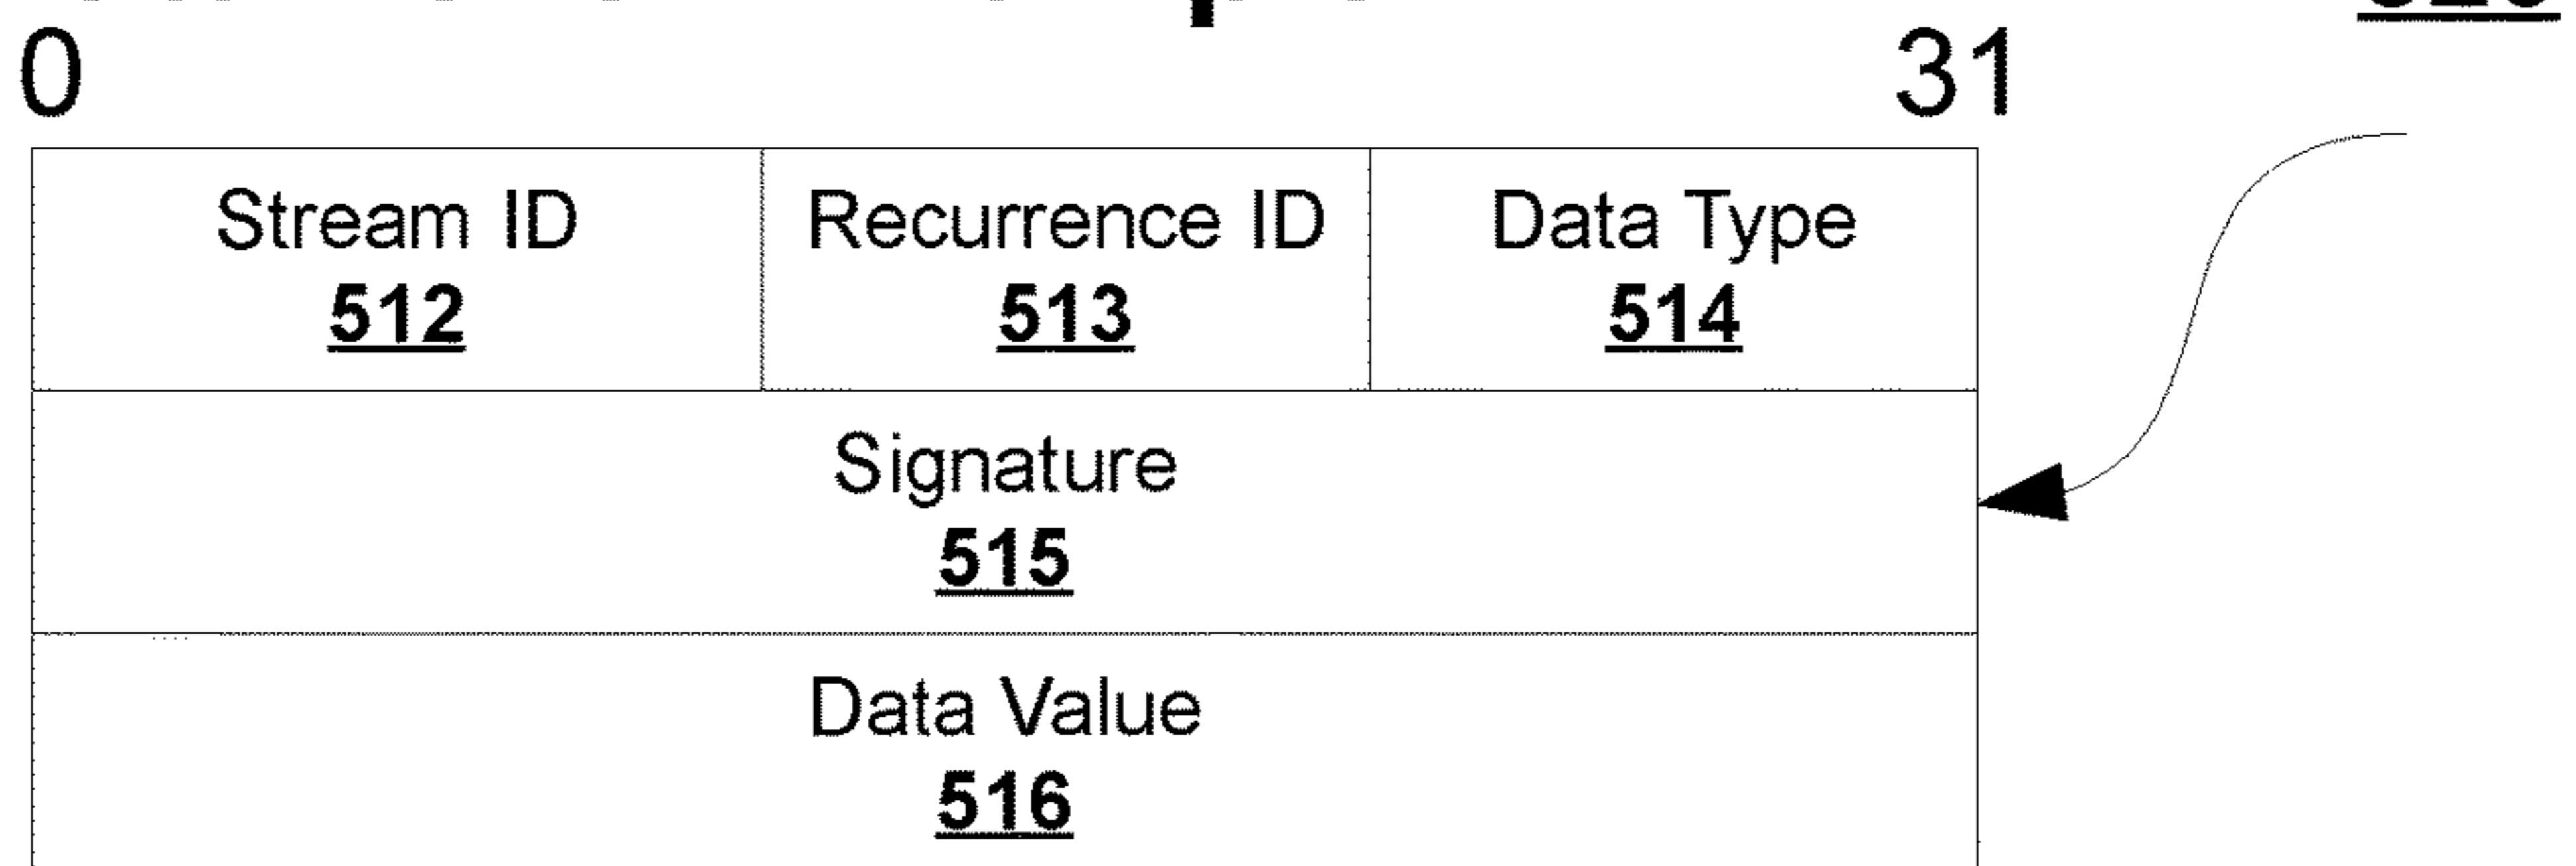 0 31
Stream ID Recurrence ID Data Type
512 513 514
Signature
515
Data Value
516